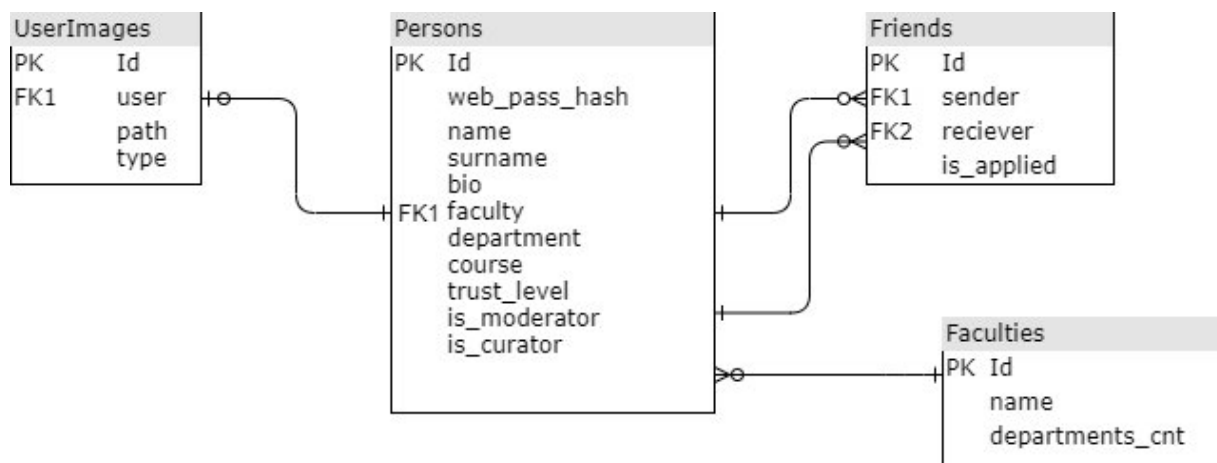 UserImages
PK Id
FK1 user
path
type
Persons
PK Id
web_pass_hash
name
surname
bio
FK1 faculty
department
course
trust_level
is_moderator
is_curator
Friends
PK Id
FK1 sender
FK2 reciever
is_applied
Faculties
PK Id
name
departments_cnt